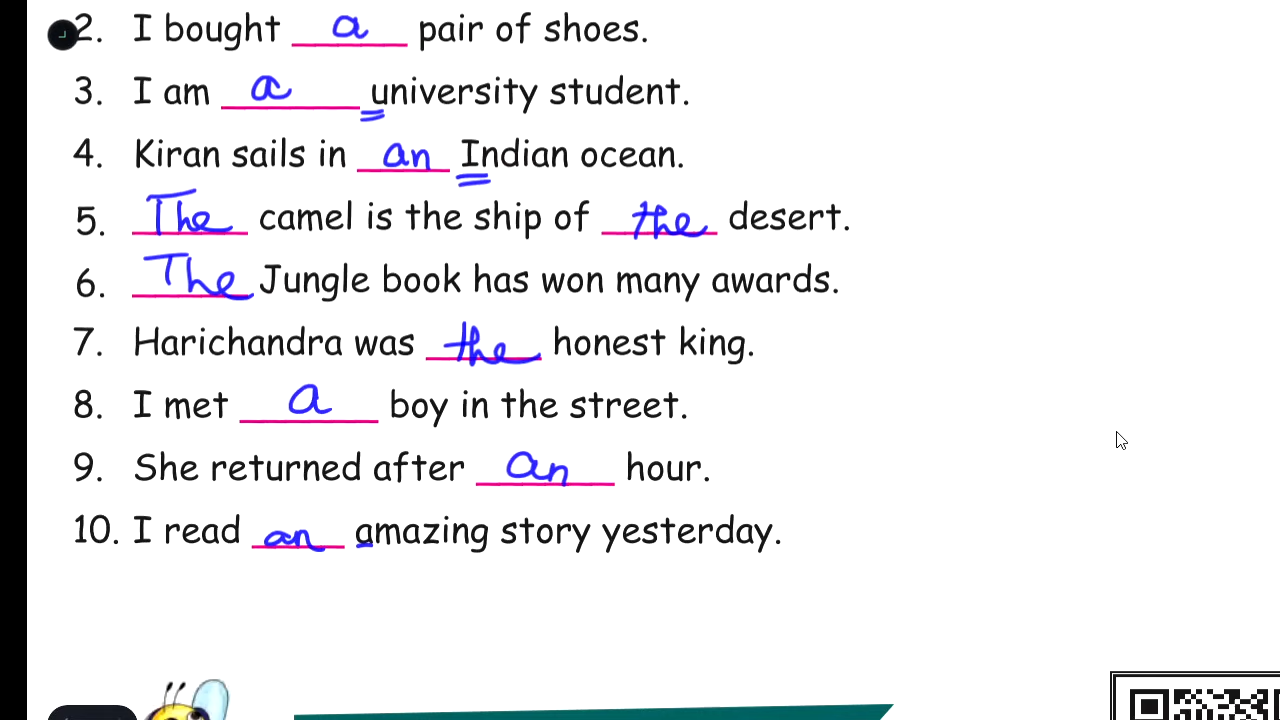 2. I bought a pair of shoes.
3. I am a university student.
4. Kiran sails in an Indian ocean.
5. The camel is the ship of the desert.
6. The Jungle book has won many awards.
7. Harichandra was the honest king.
8. I met a boy in the street.
9. She returned after an hour.
10. I read an amazing story yesterday.